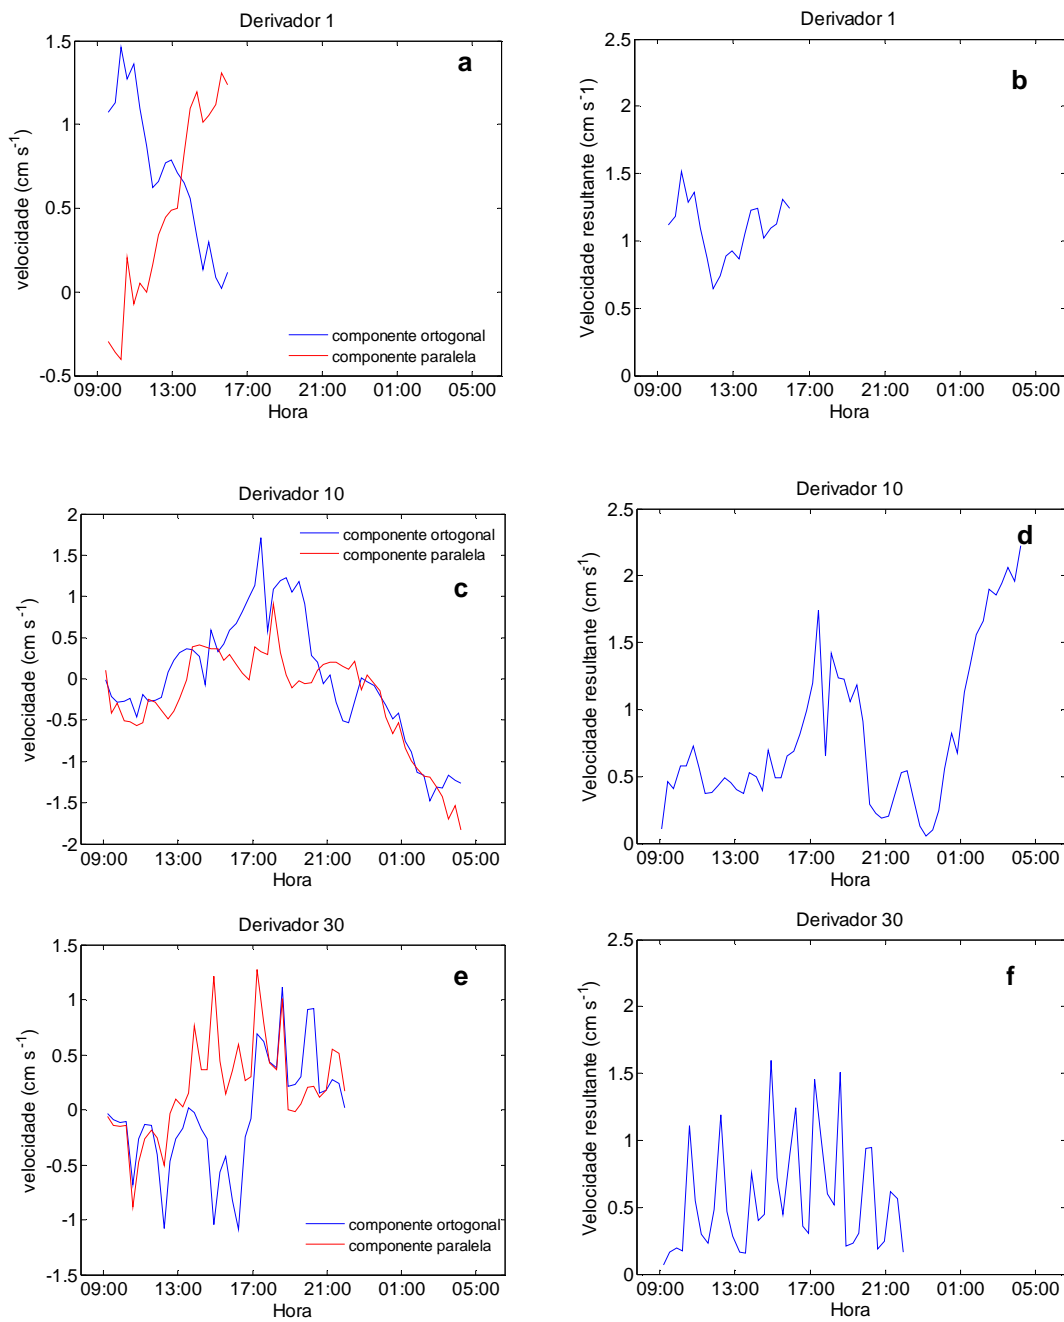 Derivador 1
a
velocidade (cm s⁻¹)
1.5
1
0.5
0
-0.5
componente ortogonal
componente paralela
09:00 13:00 17:00 21:00 01:00 05:00
Hora
Derivador 1
b
Velocidade resultante (cm s-1)
2.5
2
1.5
1
0.5
0
09:00 13:00 17:00 21:00 01:00 05:00
Hora
Derivador 10
componente ortogonal
componente paralela
c
velocidade (cm s⁻¹)
2
1.5
1
0.5
0
-0.5
-1
-1.5
-2
09:00 13:00 17:00 21:00 01:00 05:00
Hora
Derivador 10
d
Velocidade resultante (cm s⁻¹)
2.5
2
1.5
1
0.5
0
09:00 13:00 17:00 21:00 01:00 05:00
Hora
Derivador 30
e
velocidade (cm s⁻¹)
1.5
1
0.5
0
-0.5
-1
-1.5
componente ortogonal
componente paralela
09:00 13:00 17:00 21:00 01:00 05:00
Hora
Derivador 30
f
Velocidade resultante (cm s⁻¹)
2.5
2
1.5
1
0.5
0
09:00 13:00 17:00 21:00 01:00 05:00
Hora